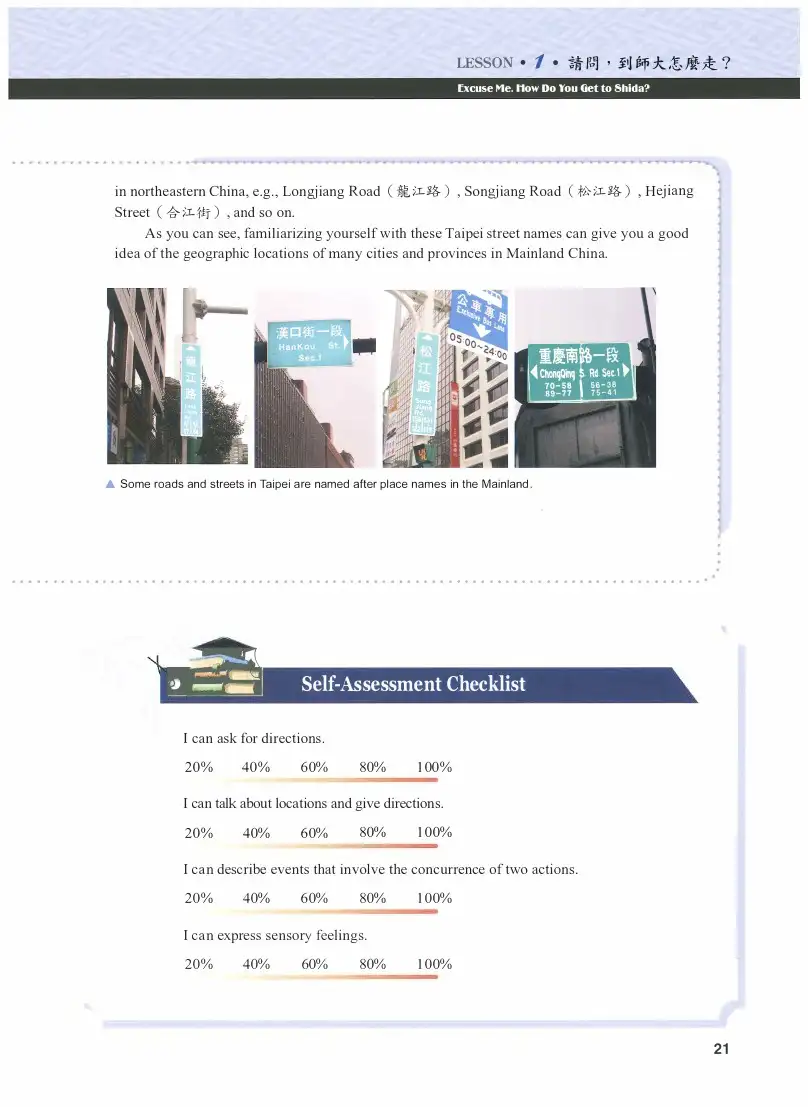 LESSON • 1 • 請問，到師大怎麼走？
Excuse Me. How Do You Get to Shida?
in northeastern China, e.g., Longjiang Road（龍江路）, Songjiang Road（松江路）, Hejiang
Street（合江街）, and so on.
As you can see, familiarizing yourself with these Taipei street names can give you a good
idea of the geographic locations of many cities and provinces in Mainland China.
龍
江
路
漢口街一段
HanKou St.
Sec.1
松
江
路
公車專用
Exclusive Bus Lane
05:00~24:00
重慶南路一段
ChongQing S. Rd Sec.1
70-58 56-38
89-77 75-41
▲ Some roads and streets in Taipei are named after place names in the Mainland.
Self-Assessment Checklist
I can ask for directions.
20% 40% 60% 80% 100%
I can talk about locations and give directions.
20% 40% 60% 80% 100%
I can describe events that involve the concurrence of two actions.
20% 40% 60% 80% 100%
I can express sensory feelings.
20% 40% 60% 80% 100%
21